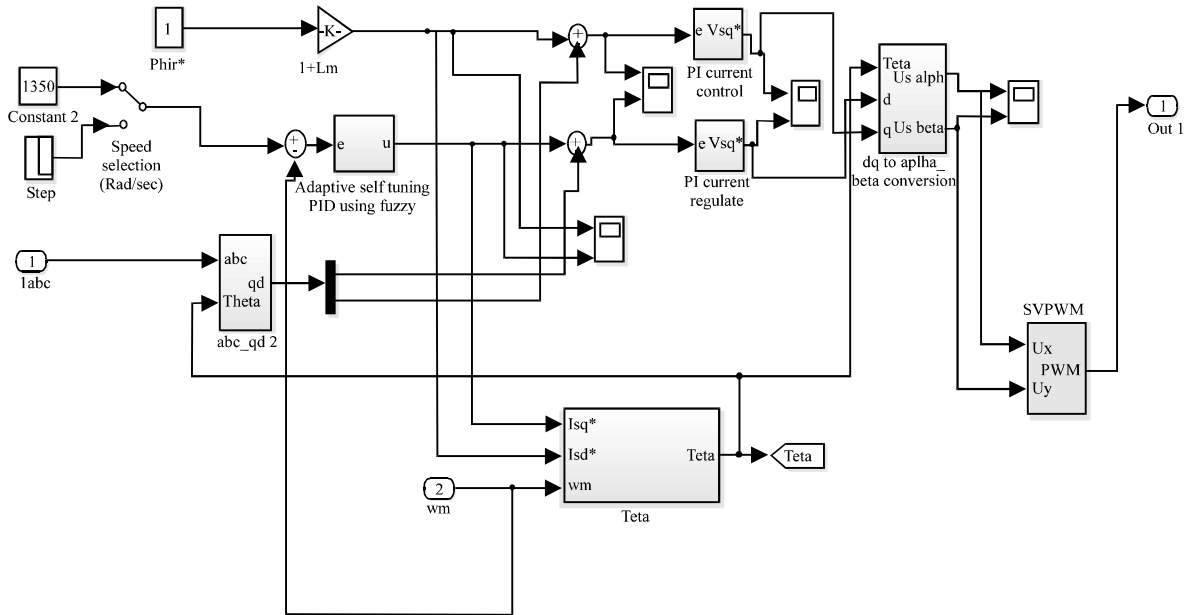 1
Phir*
-K-
1+Lm
1350
Constant 2
Step
Speed
selection
(Rad/sec)
+
-
e
u
Adaptive self tuning
PID using fuzzy
+
+
e Vsq*
PI current
control
e Vsq*
PI current
regulate
Teta
Us alph
d
q
Us beta
dq to aplha_
beta conversion
1
Out 1
1
1abc
abc
qd
Theta
abc_qd 2
SVPWM
Ux
PWM
Uy
Isq*
Isd*
wm
Teta
Teta
Teta
2
wm